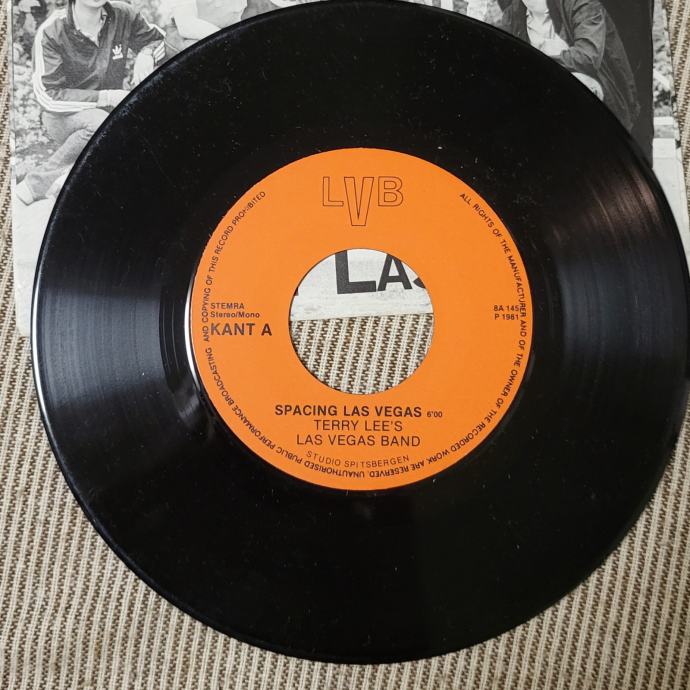 LVB
ALL RIGHTS OF THE MANUFACTURER AND OF THE OWNER OF THE RECORDED WORK ARE RESERVED. UNAUTHORISED PUBLIC PERFORMANCE BROADCASTING AND COPYING OF THIS RECORD PROHIBITED
LAS
STEMRA
Stereo/Mono
KANT A
8A 145
P 1981
SPACING LAS VEGAS 6'00
TERRY LEE'S
LAS VEGAS BAND
STUDIO SPITSBERGEN